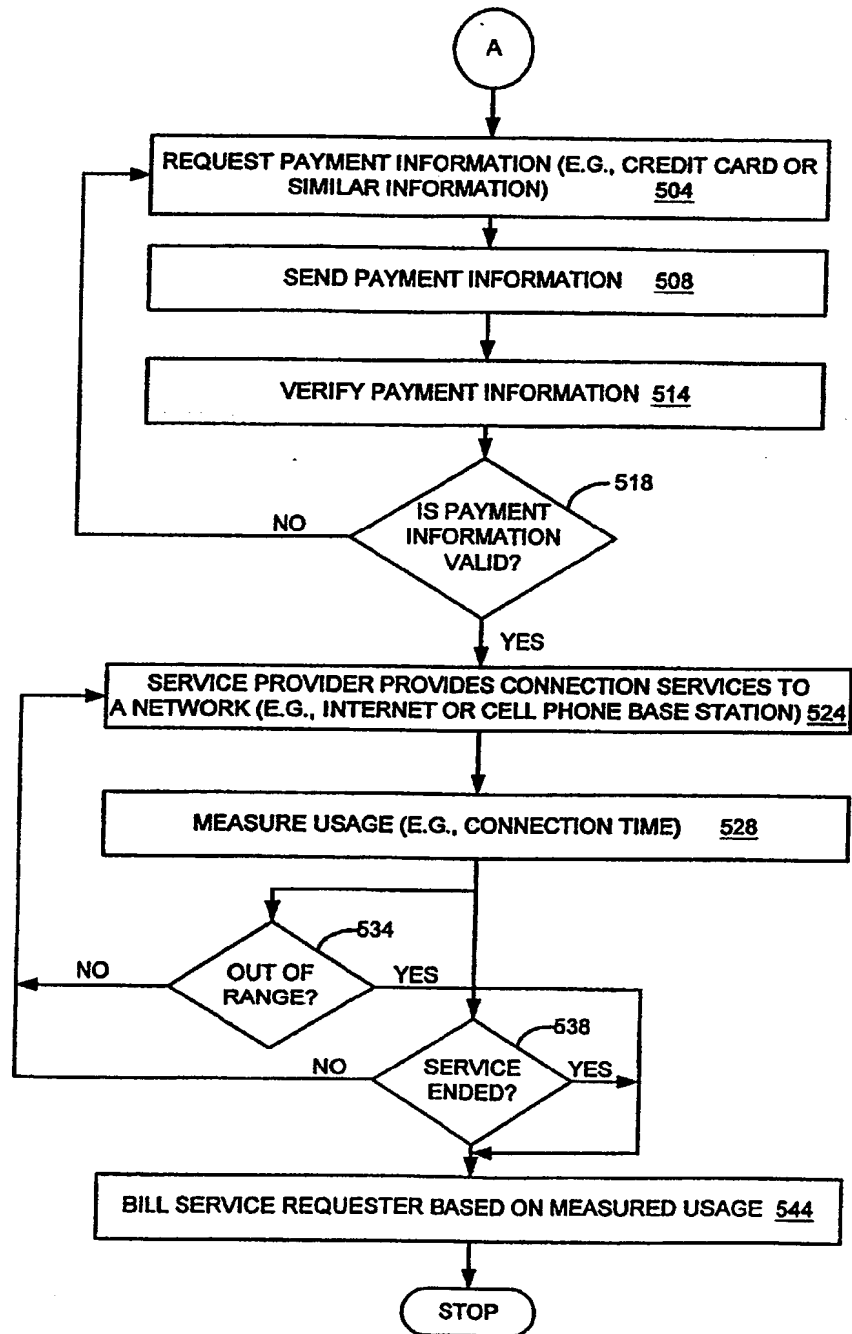 A
REQUEST PAYMENT INFORMATION (E.G., CREDIT CARD OR
SIMILAR INFORMATION) 504
SEND PAYMENT INFORMATION 508
VERIFY PAYMENT INFORMATION 514
518
IS PAYMENT
INFORMATION
VALID?
NO
YES
SERVICE PROVIDER PROVIDES CONNECTION SERVICES TO
A NETWORK (E.G., INTERNET OR CELL PHONE BASE STATION) 524
MEASURE USAGE (E.G., CONNECTION TIME) 528
534
OUT OF
RANGE?
NO
YES
538
SERVICE
ENDED?
NO
YES
BILL SERVICE REQUESTER BASED ON MEASURED USAGE 544
STOP